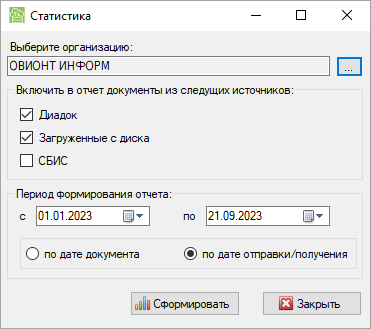 Статистика
Выберите организацию:
ОВИОНТ ИНФОРМ
...
Включить в отчет документы из следущих источников:
Диадок
Загруженные с диска
СБИС
Период формирования отчета:
с 01.01.2023 по 21.09.2023
по дате документа по дате отправки/получения
Сформировать Закрыть